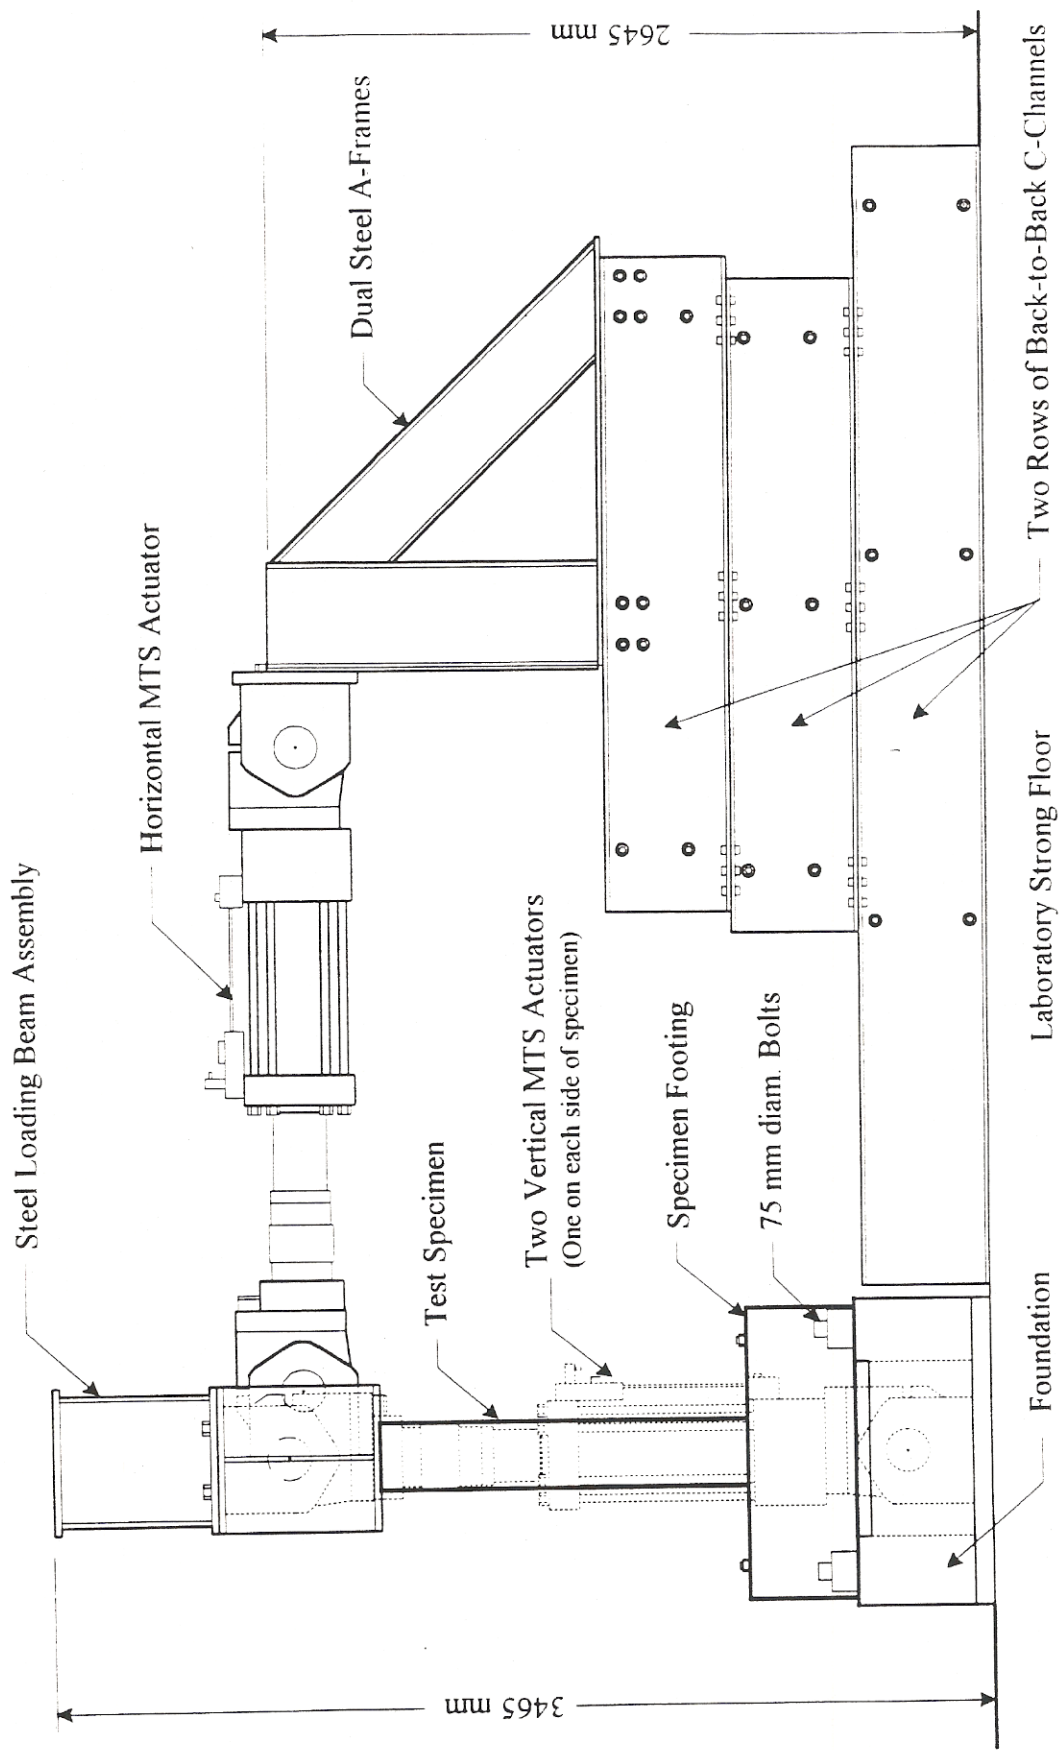 Steel Loading Beam Assembly
Horizontal MTS Actuator
Dual Steel A-Frames
2645 mm
3465 mm
Test Specimen
Two Vertical MTS Actuators
(One on each side of specimen)
Specimen Footing
75 mm diam. Bolts
Foundation
Laboratory Strong Floor
Two Rows of Back-to-Back C-Channels